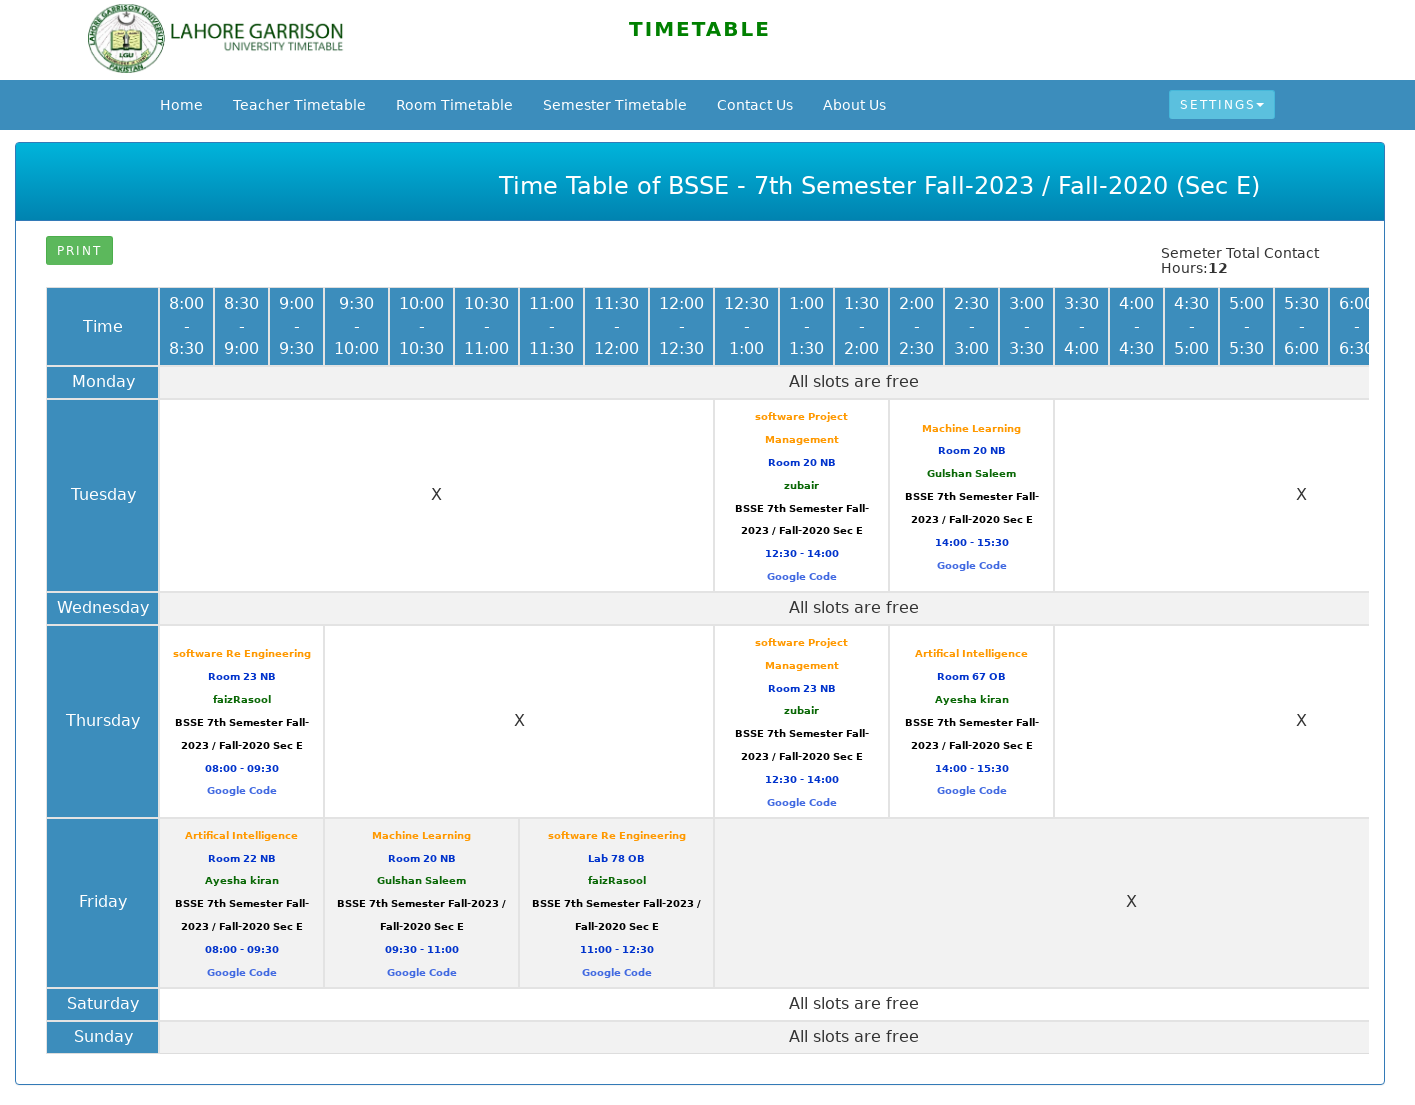 LAHORE GARRISON
UNIVERSITY TIMETABLE
LAHORE GARRISON UNIVERSITY
LGU
PAKISTAN
TIMETABLE
Home Teacher Timetable Room Timetable Semester Timetable Contact Us About Us SETTINGS
Time Table of BSSE - 7th Semester Fall-2023 / Fall-2020 (Sec E)
PRINT
Semeter Total Contact
Hours:12
Time
8:00 - 8:30
8:30 - 9:00
9:00 - 9:30
9:30 - 10:00
10:00 - 10:30
10:30 - 11:00
11:00 - 11:30
11:30 - 12:00
12:00 - 12:30
12:30 - 1:00
1:00 - 1:30
1:30 - 2:00
2:00 - 2:30
2:30 - 3:00
3:00 - 3:30
3:30 - 4:00
4:00 - 4:30
4:30 - 5:00
5:00 - 5:30
5:30 - 6:00
6:00 - 6:30
Monday
All slots are free
Tuesday
X
software Project
Management
Room 20 NB
zubair
BSSE 7th Semester Fall-
2023 / Fall-2020 Sec E
12:30 - 14:00
Google Code
Machine Learning
Room 20 NB
Gulshan Saleem
BSSE 7th Semester Fall-
2023 / Fall-2020 Sec E
14:00 - 15:30
Google Code
X
Wednesday
All slots are free
Thursday
software Re Engineering
Room 23 NB
faizRasool
BSSE 7th Semester Fall-
2023 / Fall-2020 Sec E
08:00 - 09:30
Google Code
X
software Project
Management
Room 23 NB
zubair
BSSE 7th Semester Fall-
2023 / Fall-2020 Sec E
12:30 - 14:00
Google Code
Artifical Intelligence
Room 67 OB
Ayesha kiran
BSSE 7th Semester Fall-
2023 / Fall-2020 Sec E
14:00 - 15:30
Google Code
X
Friday
Artifical Intelligence
Room 22 NB
Ayesha kiran
BSSE 7th Semester Fall-
2023 / Fall-2020 Sec E
08:00 - 09:30
Google Code
Machine Learning
Room 20 NB
Gulshan Saleem
BSSE 7th Semester Fall-2023 /
Fall-2020 Sec E
09:30 - 11:00
Google Code
software Re Engineering
Lab 78 OB
faizRasool
BSSE 7th Semester Fall-2023 /
Fall-2020 Sec E
11:00 - 12:30
Google Code
X
Saturday
All slots are free
Sunday
All slots are free